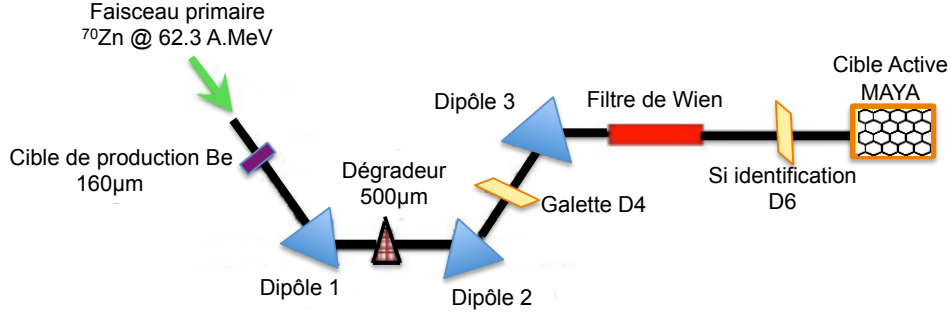 Faisceau primaire
⁷⁰Zn @ 62.3 A.MeV
Cible de production Be
160µm
Dipôle 1
Dégradeur
500µm
Dipôle 2
Dipôle 3
Galette D4
Filtre de Wien
Si identification
D6
Cible Active
MAYA